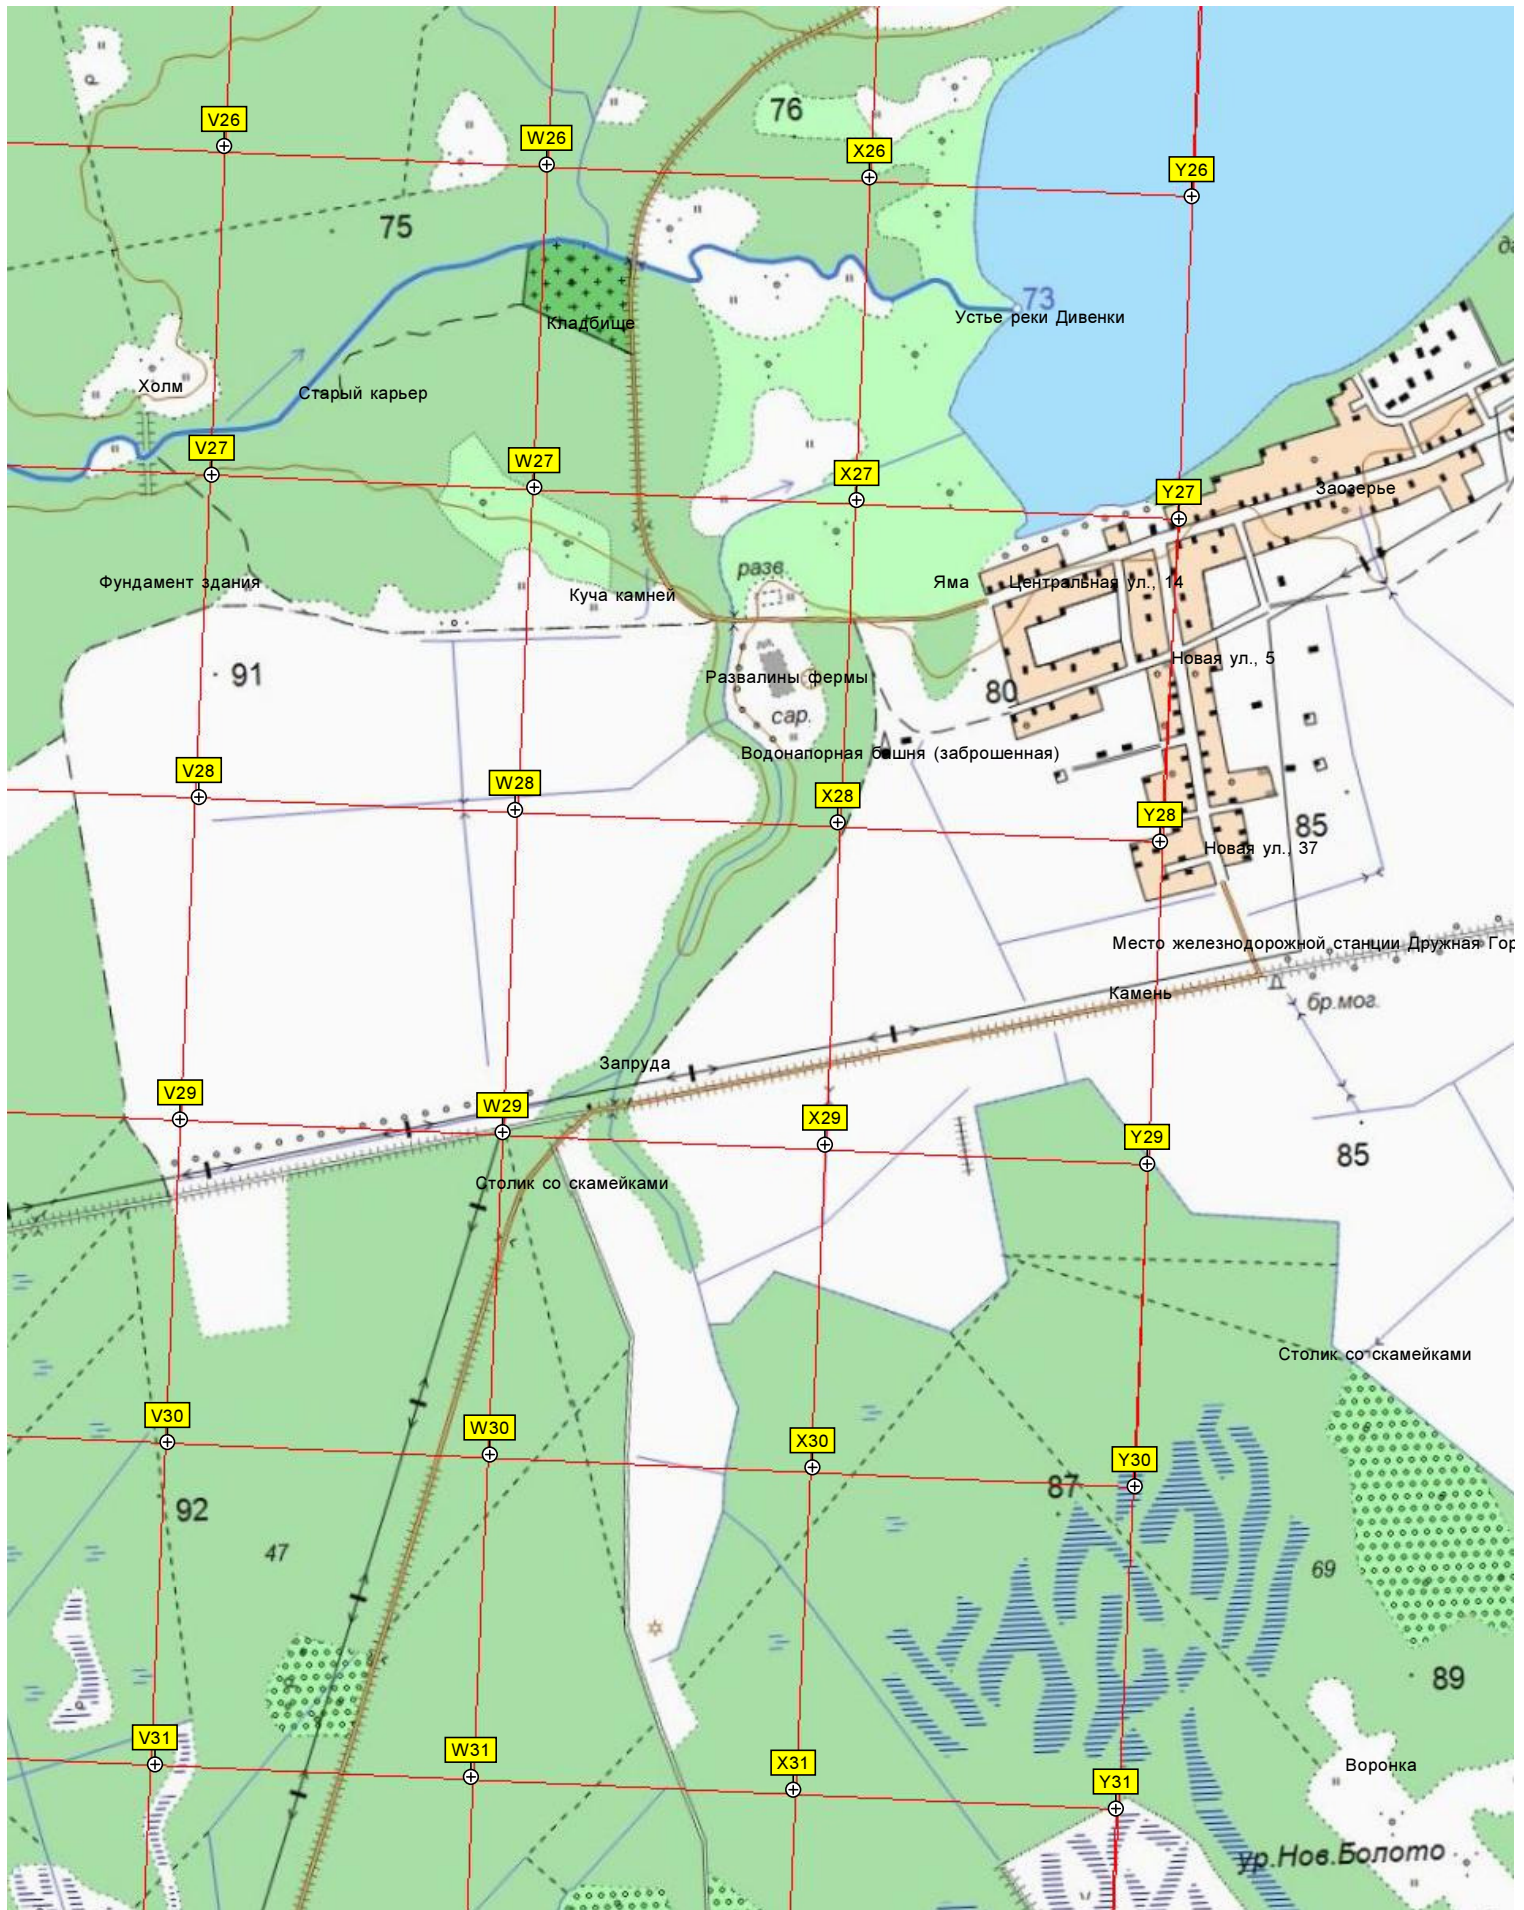 76
V26
W26
X26
Y26
75
73
Устье реки Дивенки
Кладбище
Холм
Старый карьер
V27
W27
X27
Y27
Заозерье
разв.
Фундамент здания
Куча камней
Яма
Центральная ул., 14
Новая ул., 5
91
Развалины фермы
80
сар.
Водонапорная башня (заброшенная)
V28
W28
X28
Y28
85
Новая ул., 37
Место железнодорожной станции Дружная Гор
Камень
бр.мог.
Запруда
V29
W29
X29
Y29
85
Столик со скамейками
Столик со скамейками
V30
W30
X30
Y30
87
92
47
69
89
V31
W31
X31
Y31
Воронка
ур.Нов.Болото